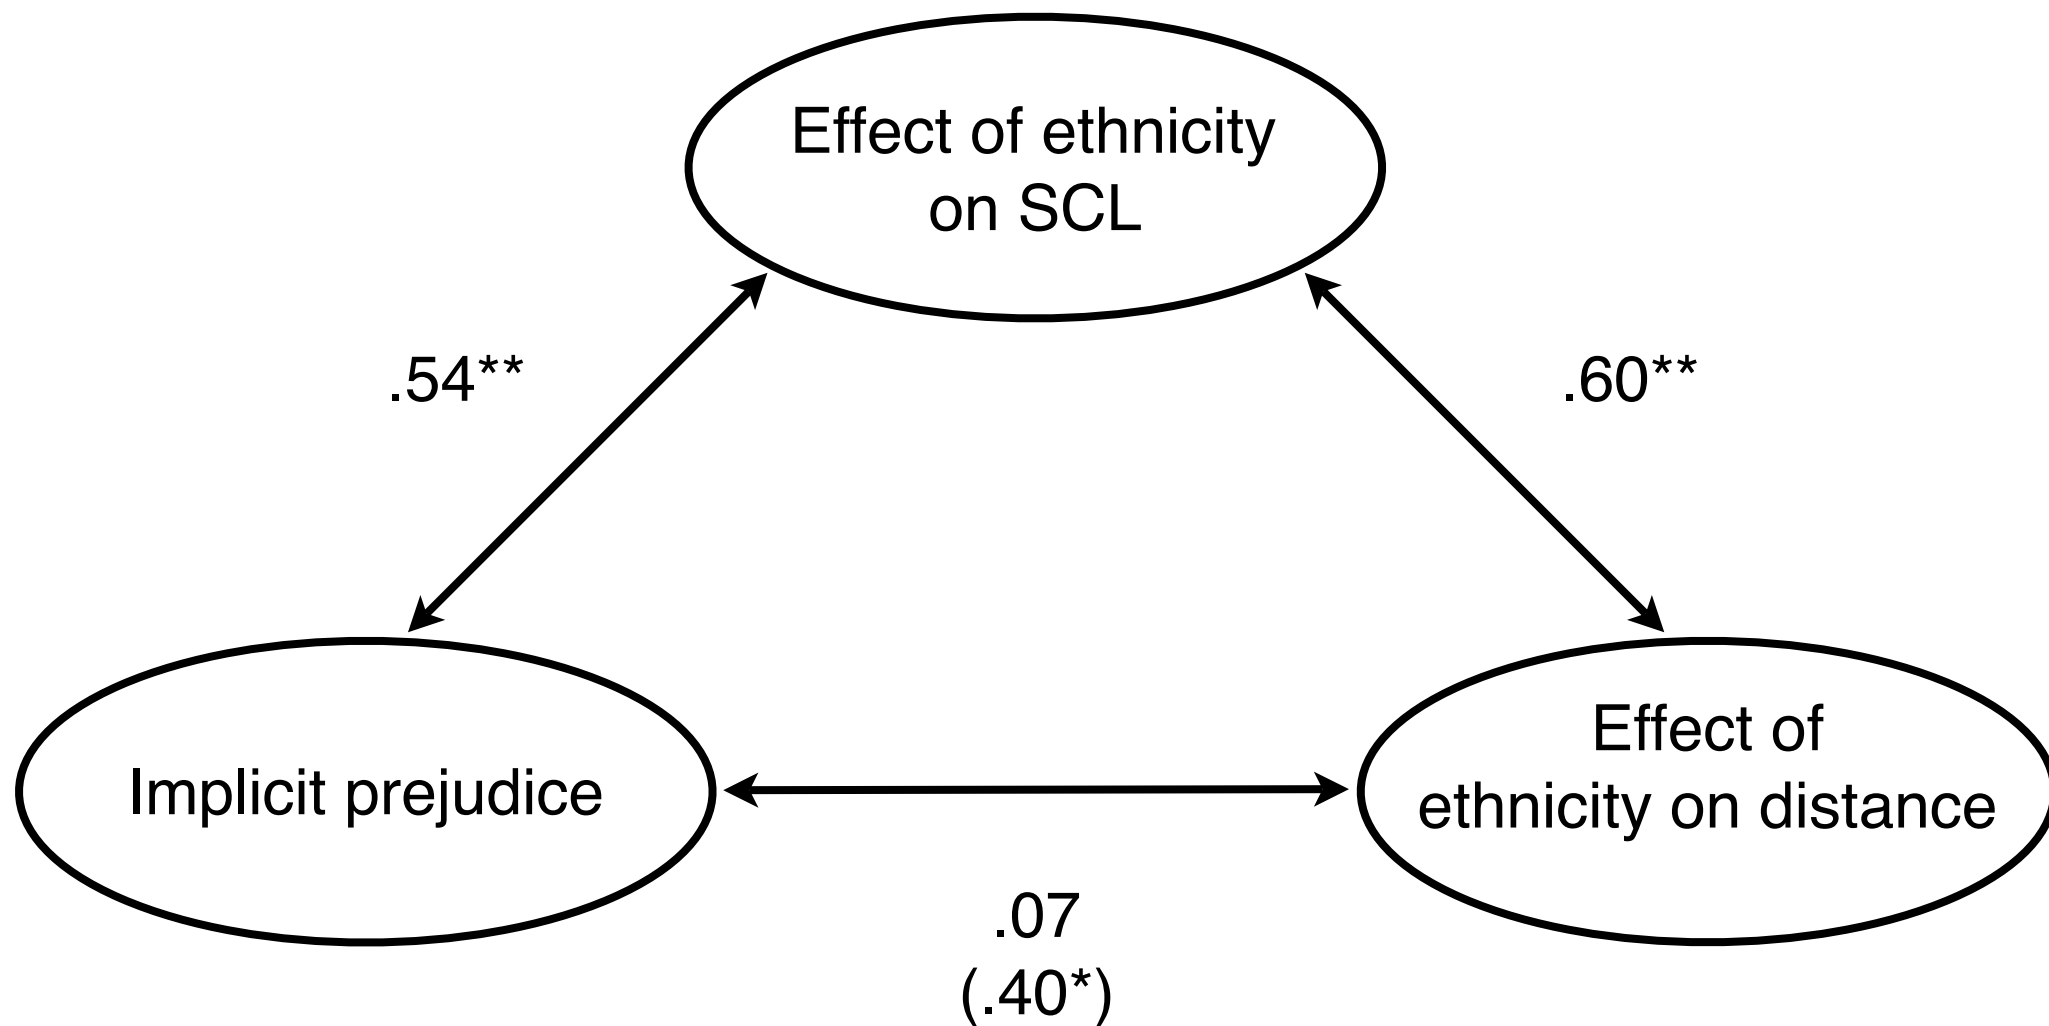 Effect of ethnicity
on SCL
.54**
.60**
Implicit prejudice
Effect of
ethnicity on distance
.07
(.40*)